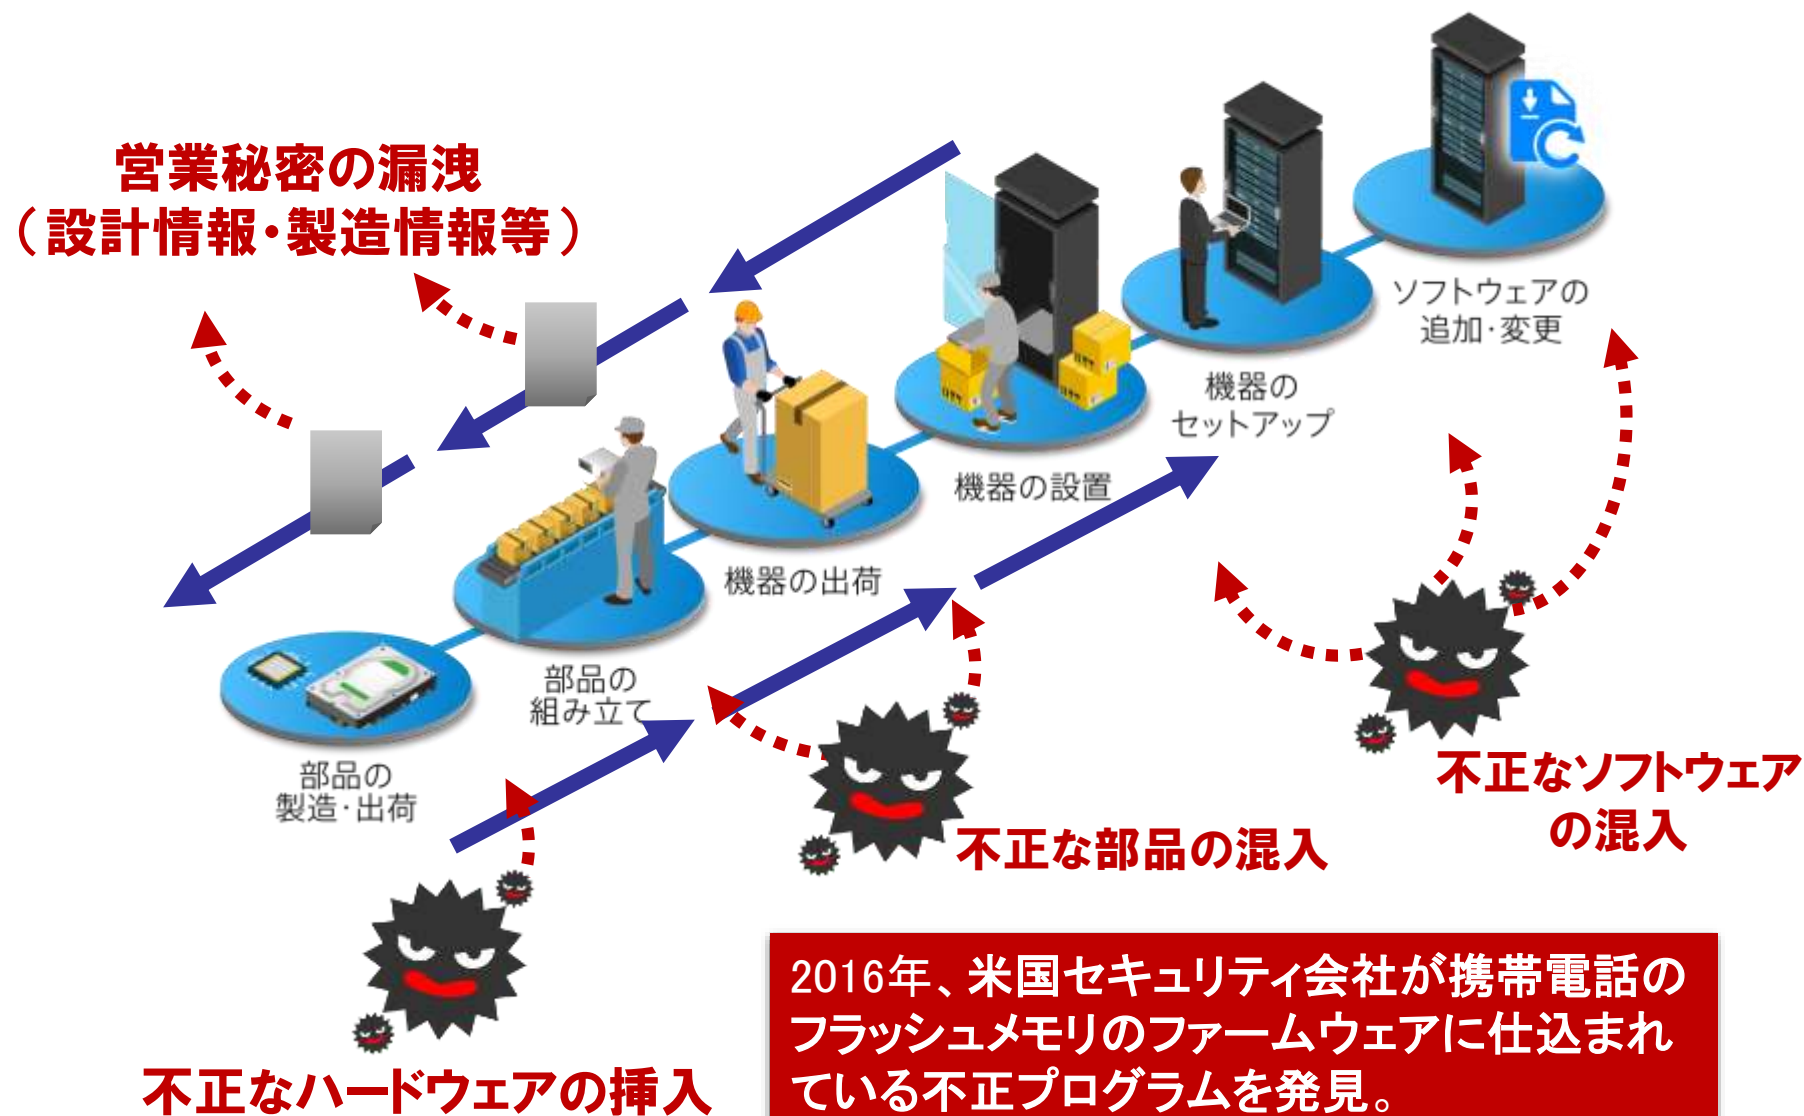 営業秘密の漏洩
（設計情報・製造情報等）
ソフトウェアの
追加・変更
機器の
セットアップ
機器の設置
機器の出荷
部品の
組み立て
部品の
製造・出荷
不正なソフトウェア
の混入
不正な部品の混入
不正なハードウェアの挿入
2016年、米国セキュリティ会社が携帯電話の
フラッシュメモリのファームウェアに仕込まれ
ている不正プログラムを発見。